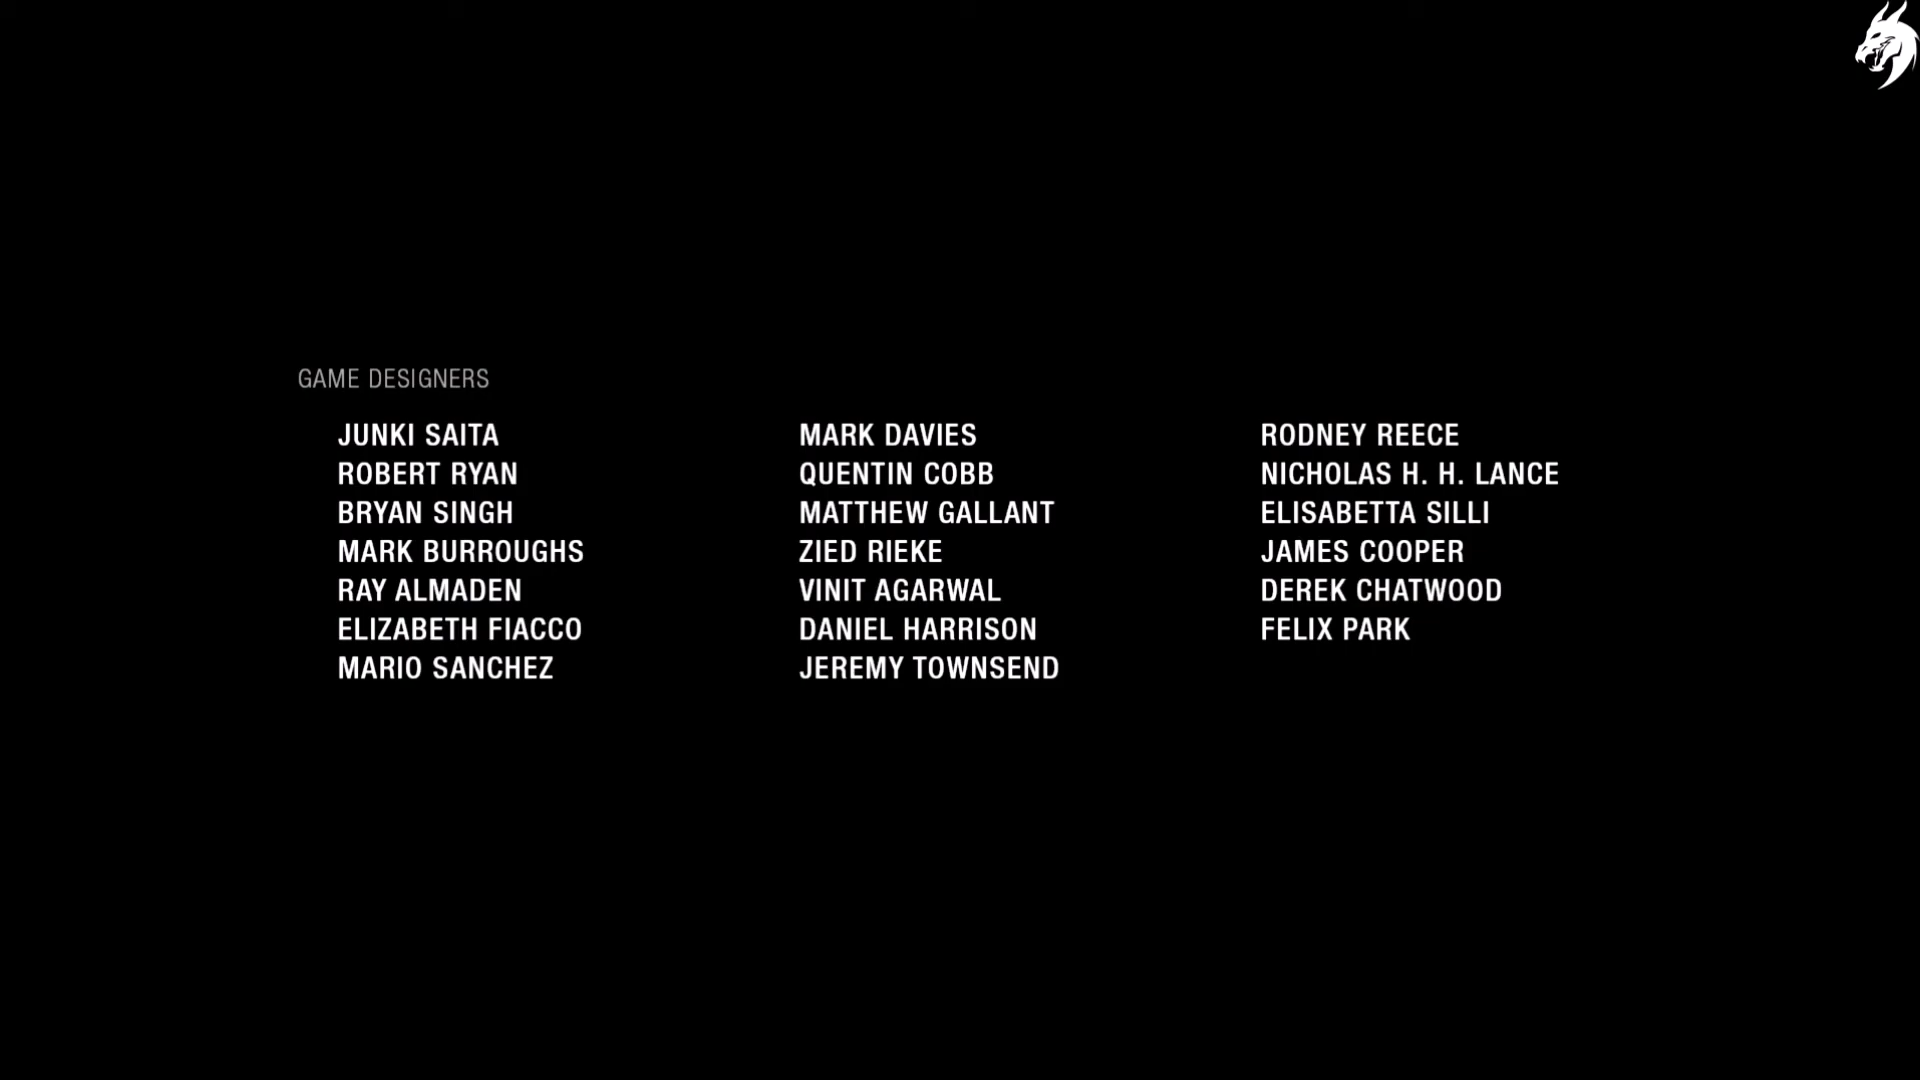 GAME DESIGNERS
JUNKI SAITA
ROBERT RYAN
BRYAN SINGH
MARK BURROUGHS
RAY ALMADEN
ELIZABETH FIACCO
MARIO SANCHEZ
MARK DAVIES
QUENTIN COBB
MATTHEW GALLANT
ZIED RIEKE
VINIT AGARWAL
DANIEL HARRISON
JEREMY TOWNSEND
RODNEY REECE
NICHOLAS H. H. LANCE
ELISABETTA SILLI
JAMES COOPER
DEREK CHATWOOD
FELIX PARK